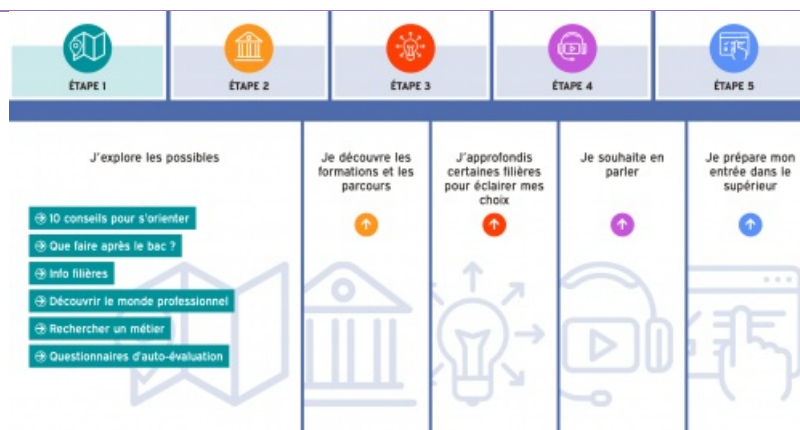 ÉTAPE 1
ÉTAPE 2
ÉTAPE 3
ÉTAPE 4
ÉTAPE 5
J'explore les possibles
10 conseils pour s'orienter
Que faire après le bac ?
Info filières
Découvrir le monde professionnel
Rechercher un métier
Questionnaires d'auto-évaluation
Je découvre les
formations et les
parcours
J'approfondis
certaines filières
pour éclairer mes
choix
Je souhaite en
parler
Je prépare mon
entrée dans le
supérieur